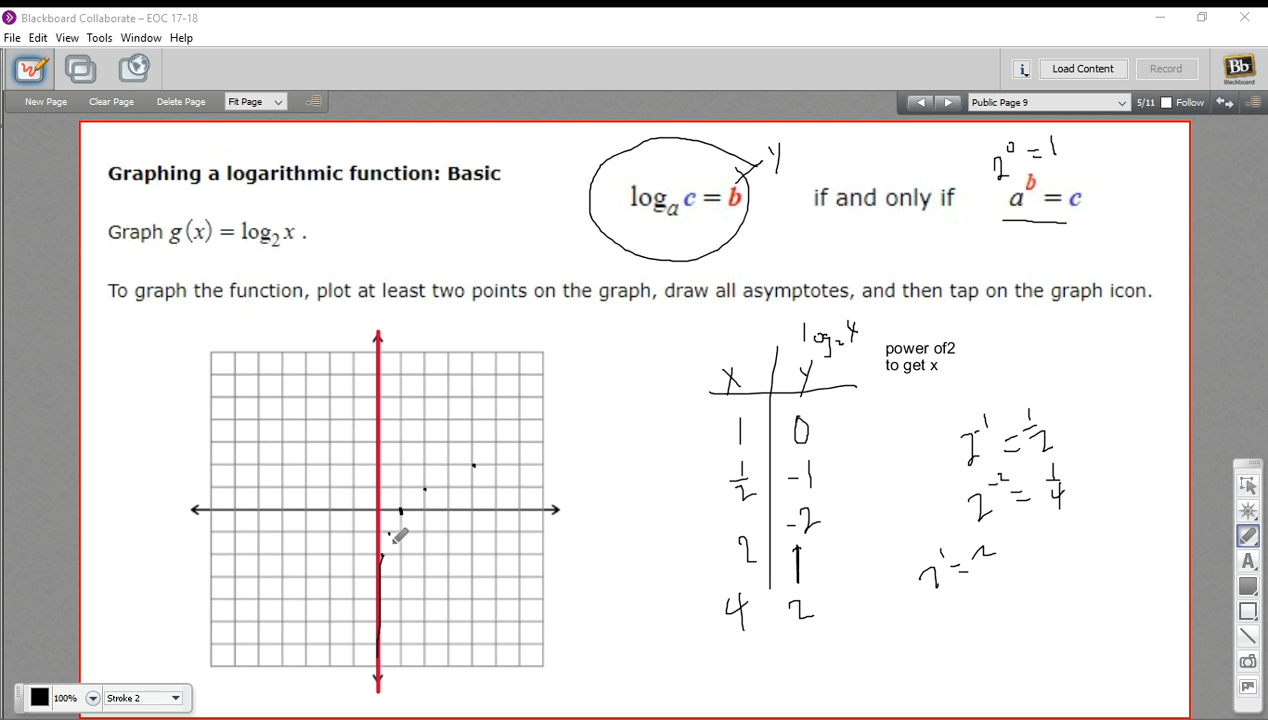 Blackboard Collaborate – EOC 17-18
File Edit View Tools Window Help
Load Content Record
Bb
Blackboard
New Page Clear Page Delete Page Fit Page
Public Page 9 5/11 Follow
Graphing a logarithmic function: Basic
Graph g(x) = log₂ x .
logₐ c = b if and only if aᵇ = c
y
2⁰ = 1
To graph the function, plot at least two points on the graph, draw all asymptotes, and then tap on the graph icon.
log₂4
power of2
to get x
x y
1 0
1/2 -1
-2
2 1
4 2
2⁻¹ = 1/2
2⁻² = 1/4
2¹ = 2
A
100% Stroke 2